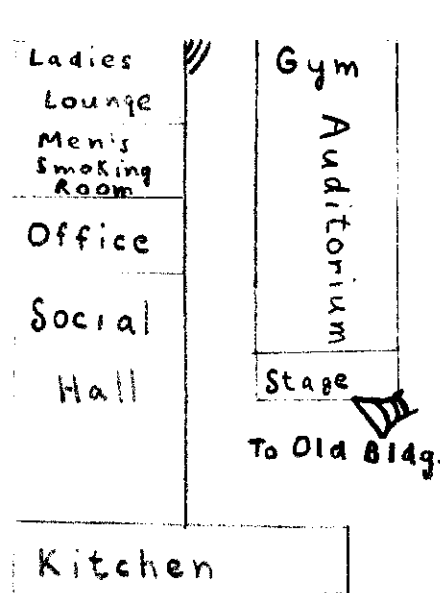 Ladies
Lounge
Men's
Smoking
Room
Office
Social
Hall
Kitchen
Gym
Auditorium
Stage
To Old Bldg.